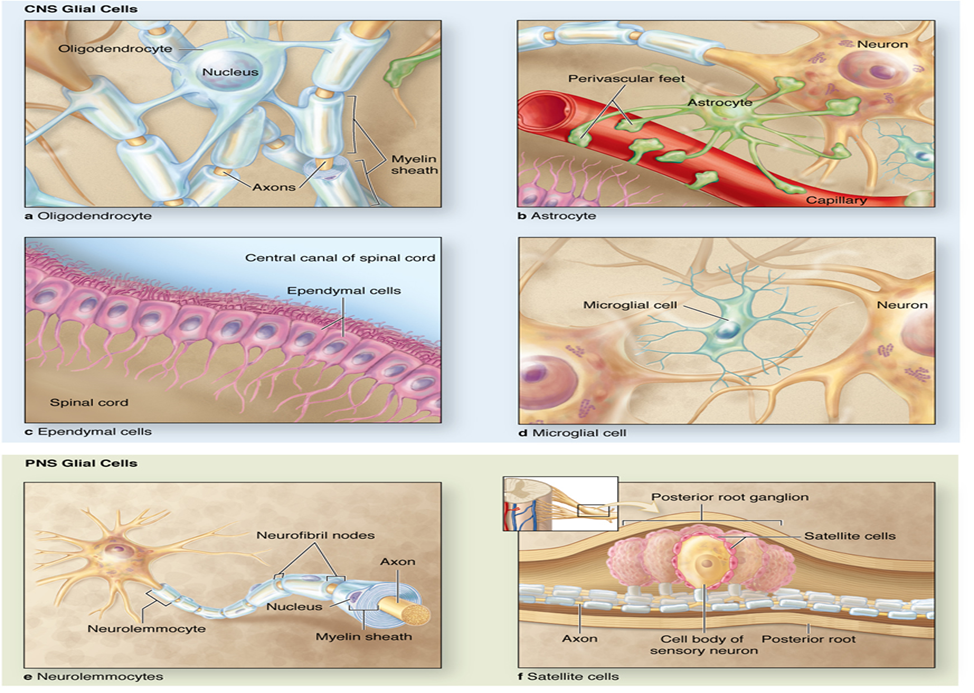 CNS Glial Cells
Oligodendrocyte
Nucleus
Axons
Myelin
sheath
a Oligodendrocyte
Neuron
Perivascular feet
Astrocyte
Capillary
b Astrocyte
Central canal of spinal cord
Ependymal cells
Spinal cord
c Ependymal cells
Microglial cell
Neuron
d Microglial cell
PNS Glial Cells
Neurofibril nodes
Axon
Nucleus
Neurolemmocyte
Myelin sheath
e Neurolemmocytes
Posterior root ganglion
Satellite cells
Axon
Cell body of
sensory neuron
Posterior root
f Satellite cells